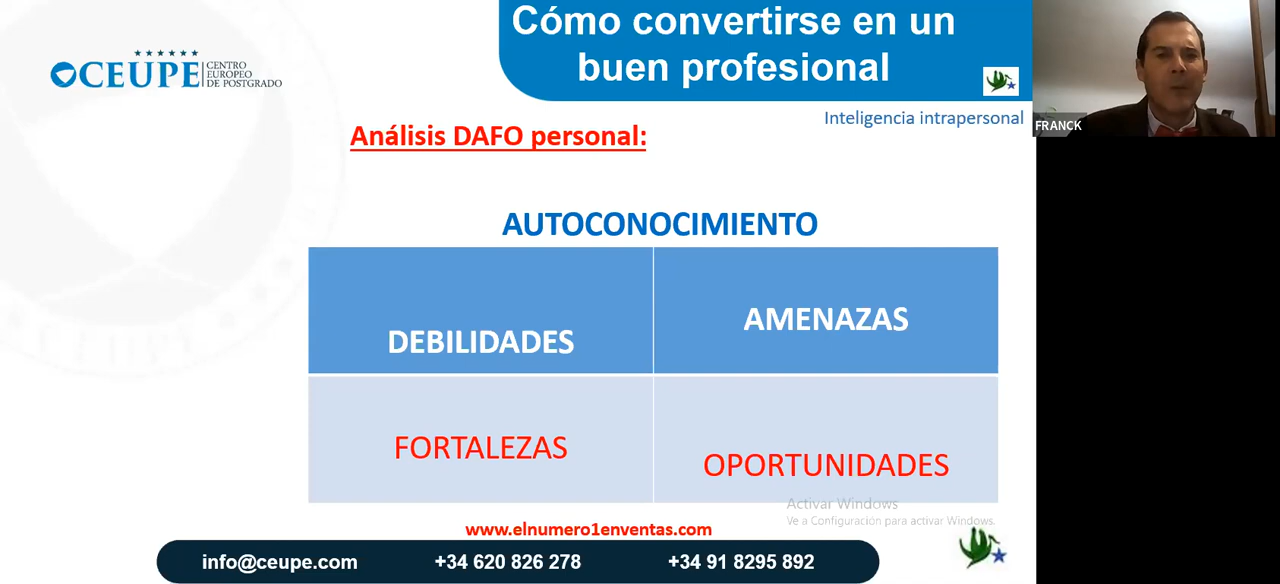 Cómo convertirse en un
buen profesional
CEUPE
CENTRO
EUROPEO
DE POSTGRADO
Inteligencia intrapersonal
FRANCK
Análisis DAFO personal:
AUTOCONOCIMIENTO
DEBILIDADES
AMENAZAS
FORTALEZAS
OPORTUNIDADES
Activar Windows
Ve a Configuración para activar Windows.
www.elnumero1enventas.com
info@ceupe.com +34 620 826 278 +34 91 8295 892